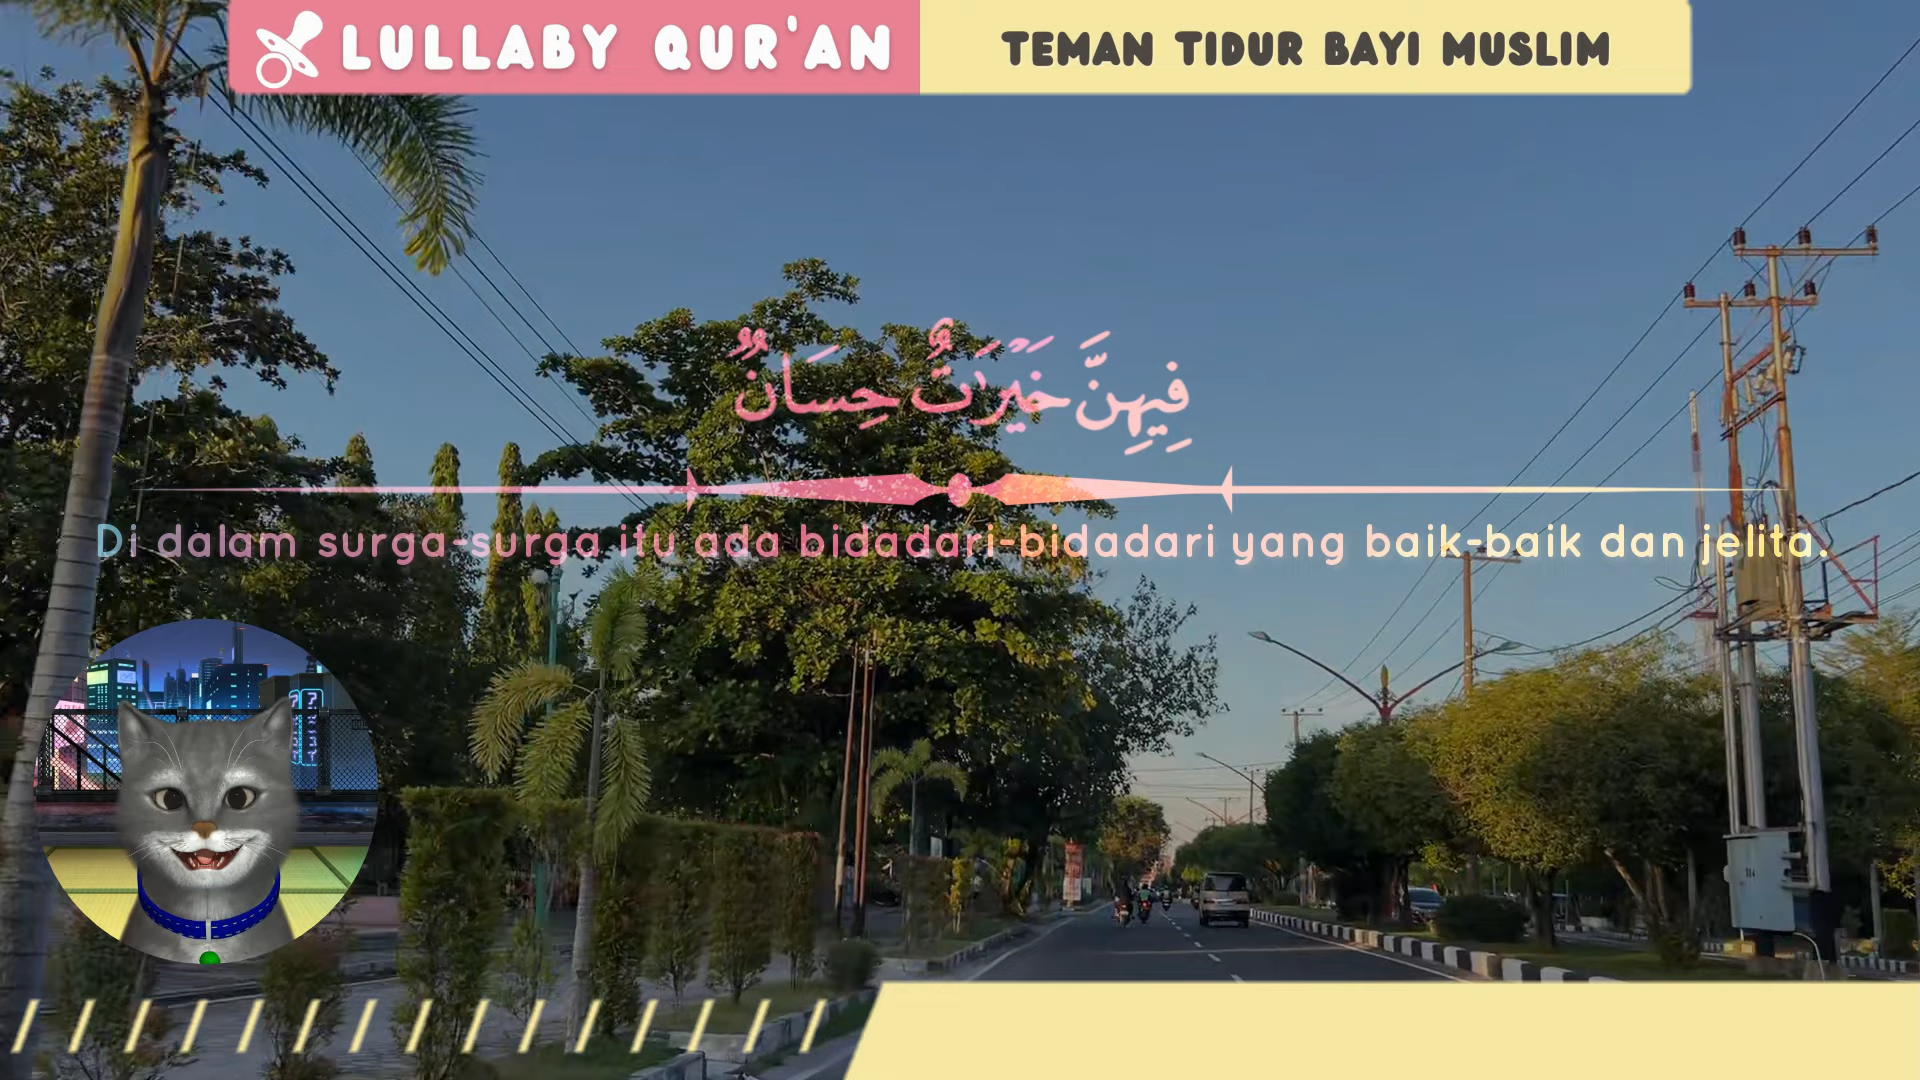 LULLABY QUR'AN
TEMAN TIDUR BAYI MUSLIM
فِيهِنَّ خَيْرَٰتٌ حِسَانٌ
Di dalam surga-surga itu ada bidadari-bidadari yang baik-baik dan jelita.